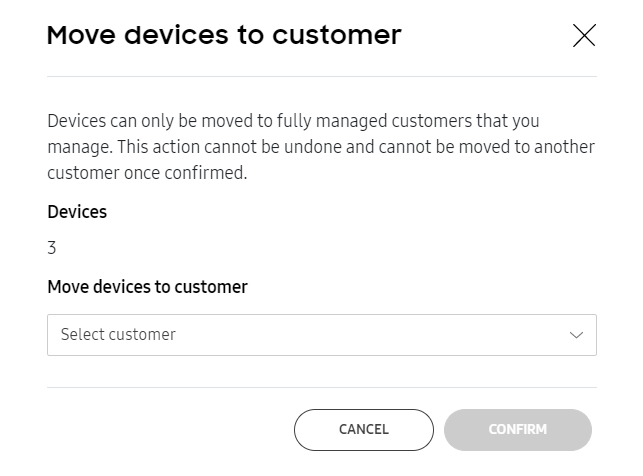 Move devices to customer
Devices can only be moved to fully managed customers that you
manage. This action cannot be undone and cannot be moved to another
customer once confirmed.
Devices
3
Move devices to customer
Select customer
CANCEL
CONFIRM